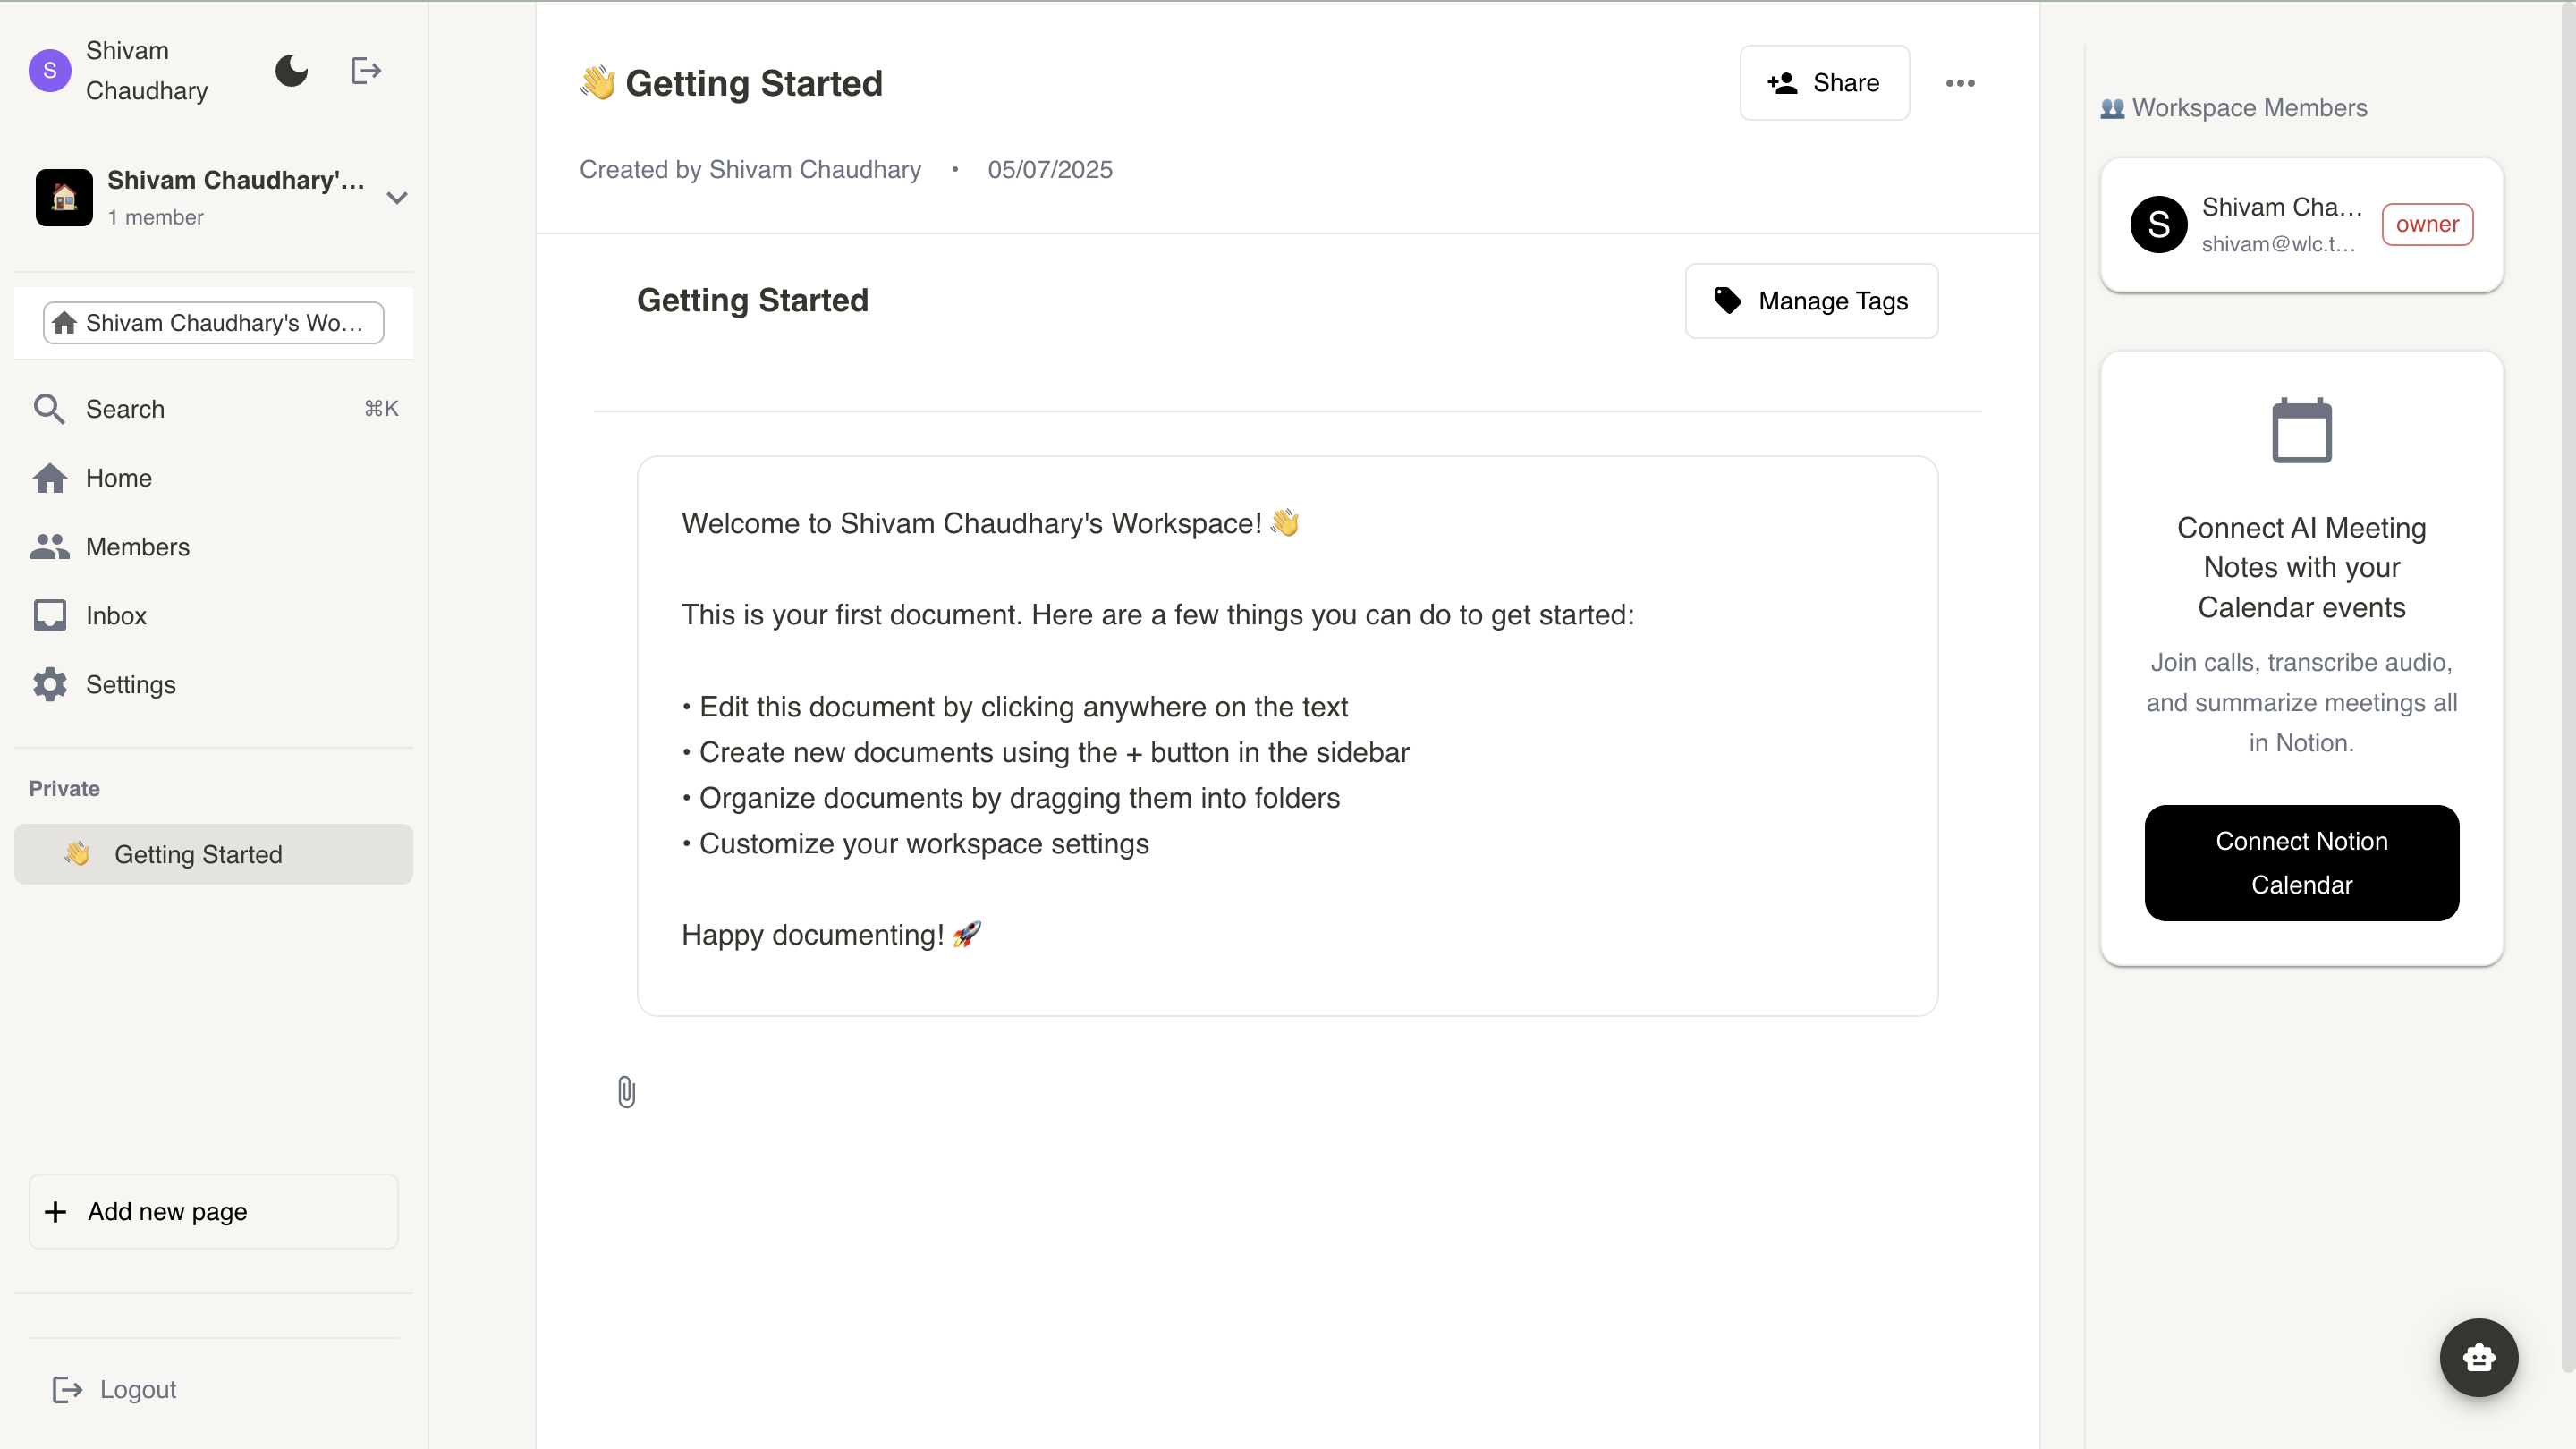 S
Shivam
Chaudhary
Shivam Chaudhary'...
1 member
Shivam Chaudhary's Wo...
Search ⌘K
Home
Members
Inbox
Settings
Private
👋 Getting Started
+ Add new page
Logout
👋 Getting Started
Share
Created by Shivam Chaudhary • 05/07/2025
Getting Started
Manage Tags
Welcome to Shivam Chaudhary's Workspace! 👋
This is your first document. Here are a few things you can do to get started:
• Edit this document by clicking anywhere on the text
• Create new documents using the + button in the sidebar
• Organize documents by dragging them into folders
• Customize your workspace settings
Happy documenting! 🚀
👥 Workspace Members
S
Shivam Cha...
shivam@wlc.t...
owner
Connect AI Meeting
Notes with your
Calendar events
Join calls, transcribe audio,
and summarize meetings all
in Notion.
Connect Notion
Calendar